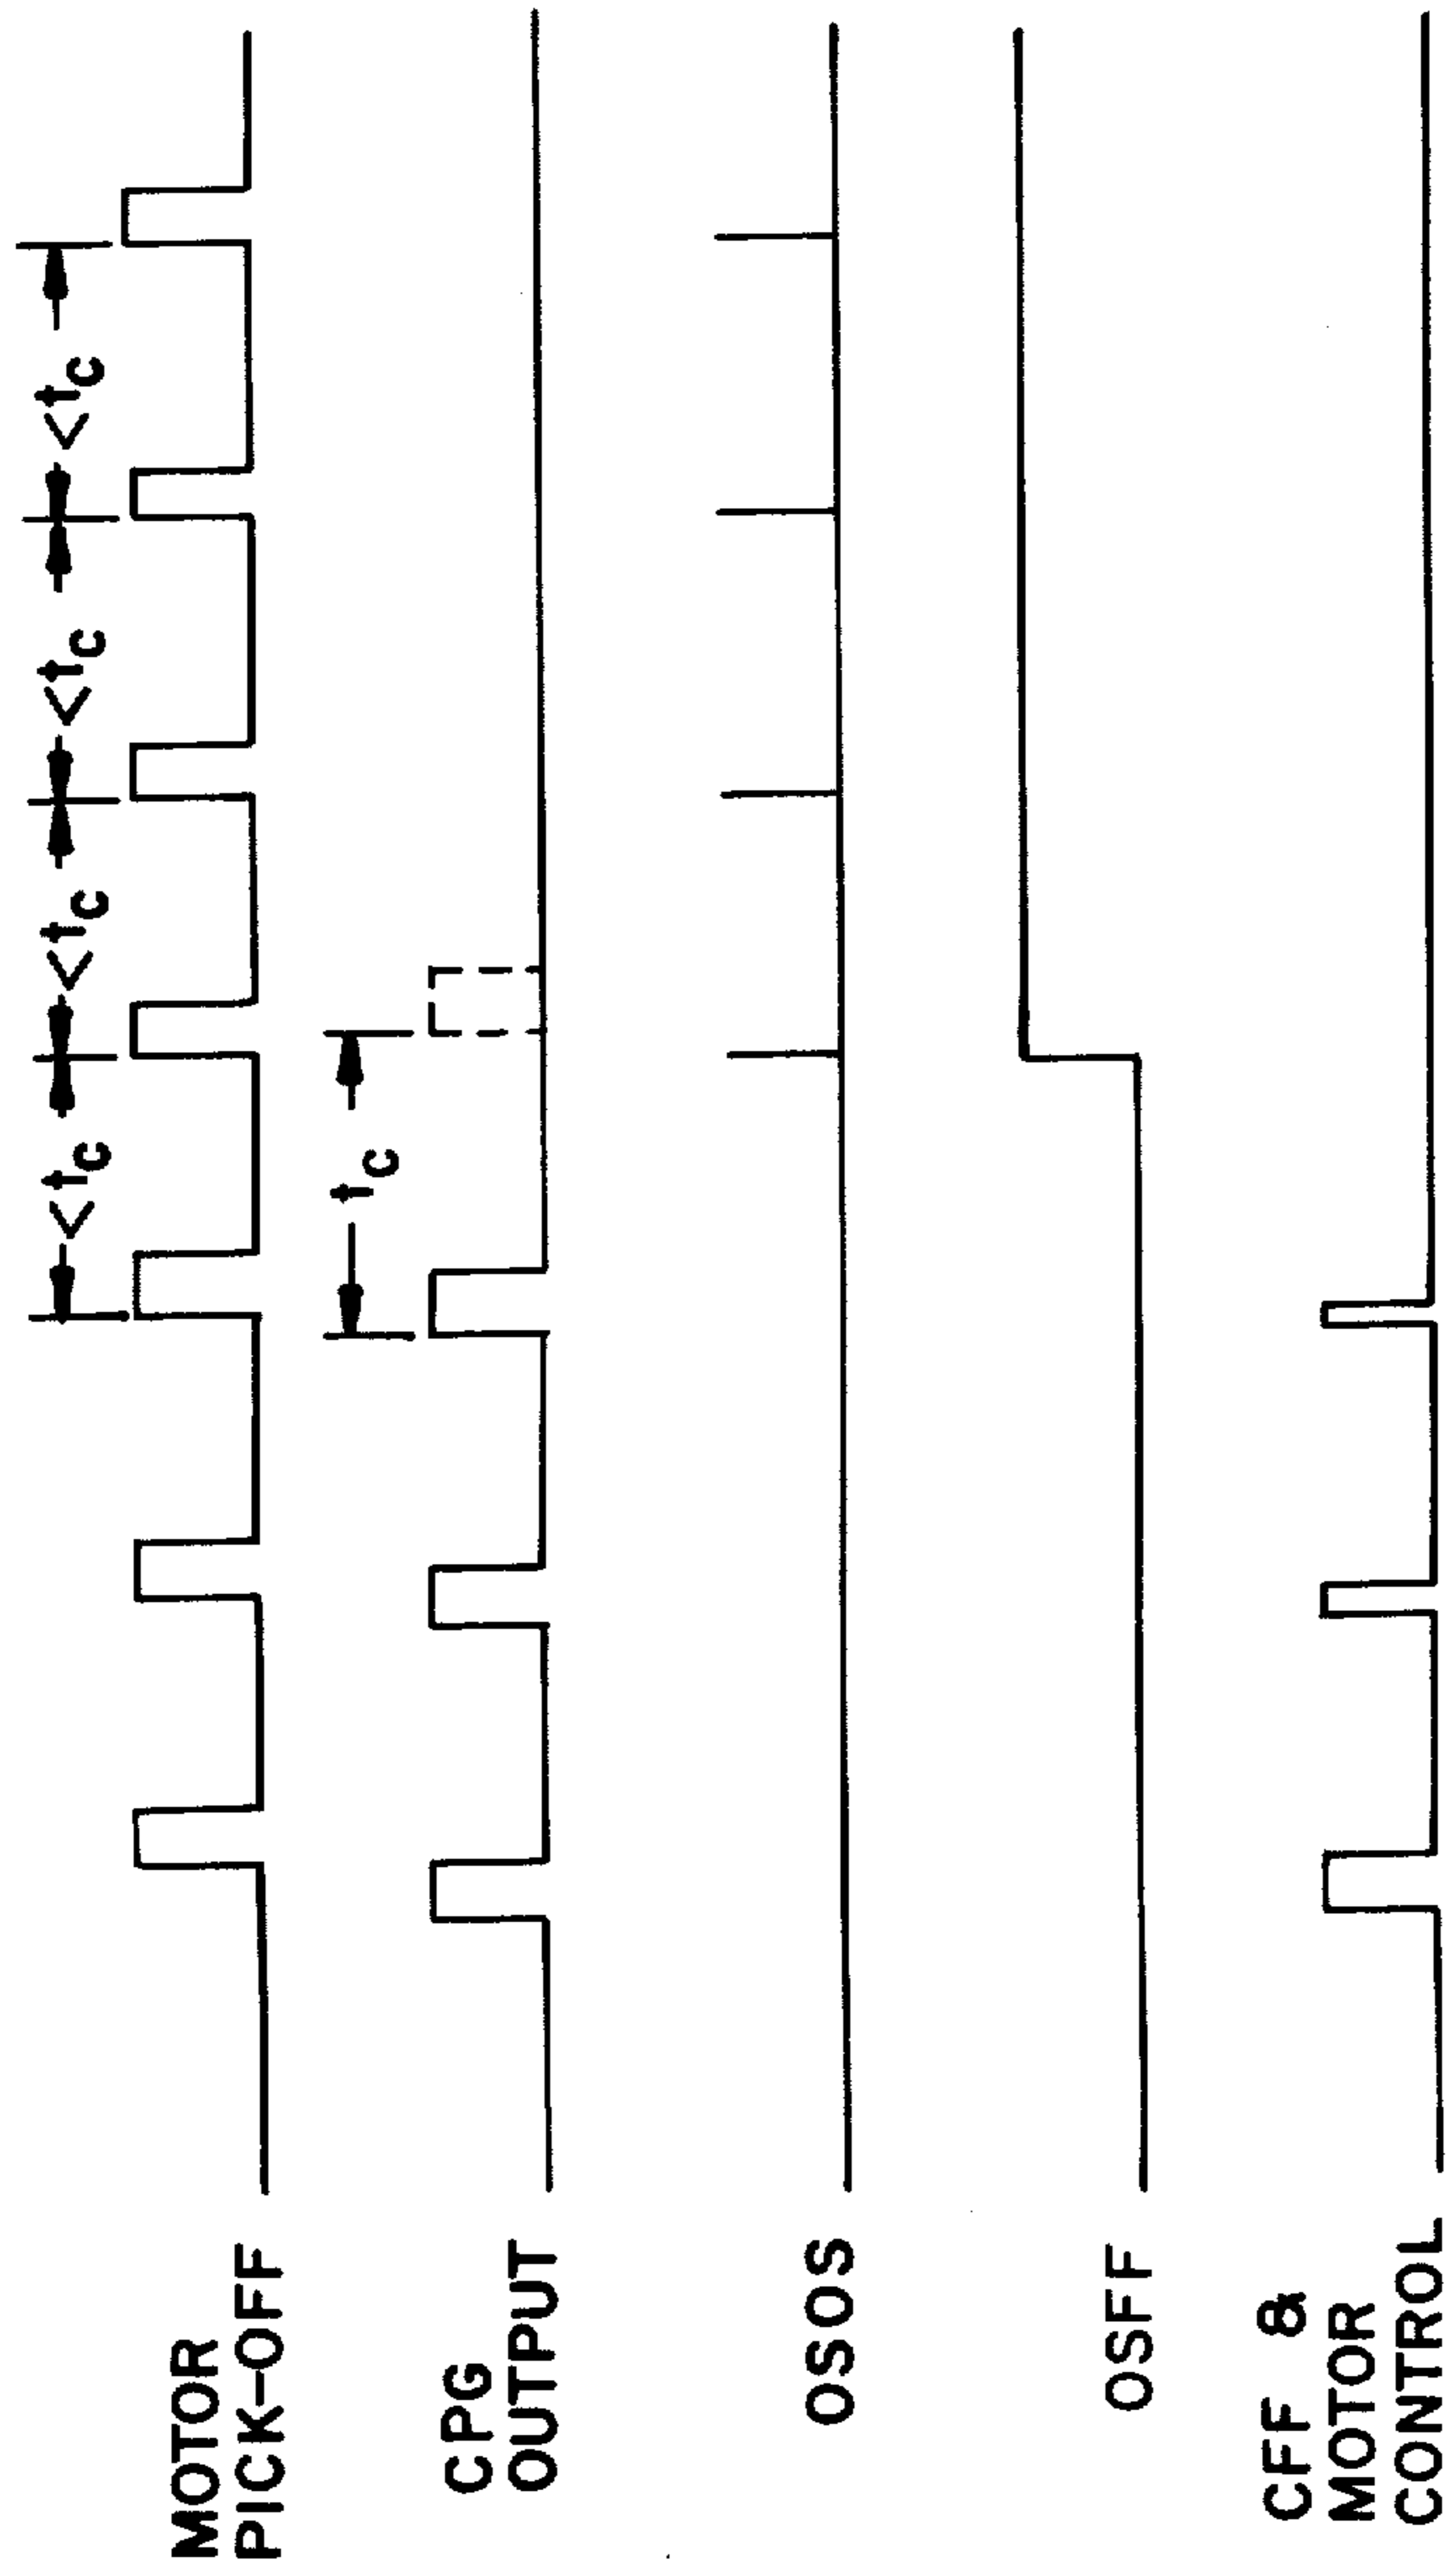 <tc <tc <tc <tc
MOTOR
PICK-OFF
tc
CPG
OUTPUT
OSOS
OSFF
CFF &
MOTOR
CONTROL